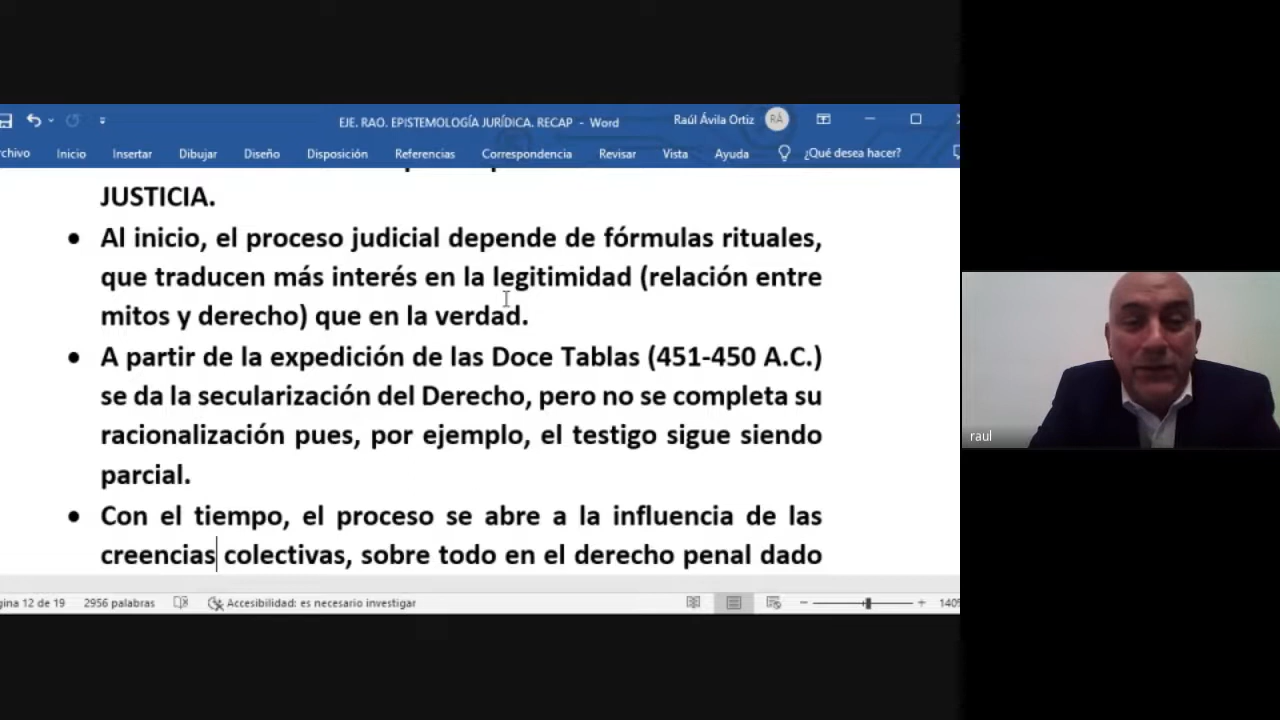 EJE. RAO. EPISTEMOLOGÍA JURÍDICA. RECAP - Word
Raúl Ávila Ortiz RÁ
Inicio Insertar Dibujar Diseño Disposición Referencias Correspondencia Revisar Vista Ayuda ¿Qué desea hacer?
JUSTICIA.
• Al inicio, el proceso judicial depende de fórmulas rituales,
que traducen más interés en la legitimidad (relación entre
mitos y derecho) que en la verdad.
• A partir de la expedición de las Doce Tablas (451-450 A.C.)
se da la secularización del Derecho, pero no se completa su
racionalización pues, por ejemplo, el testigo sigue siendo
parcial.
• Con el tiempo, el proceso se abre a la influencia de las
creencias colectivas, sobre todo en el derecho penal dado
12 de 19 2956 palabras Accesibilidad: es necesario investigar
raul